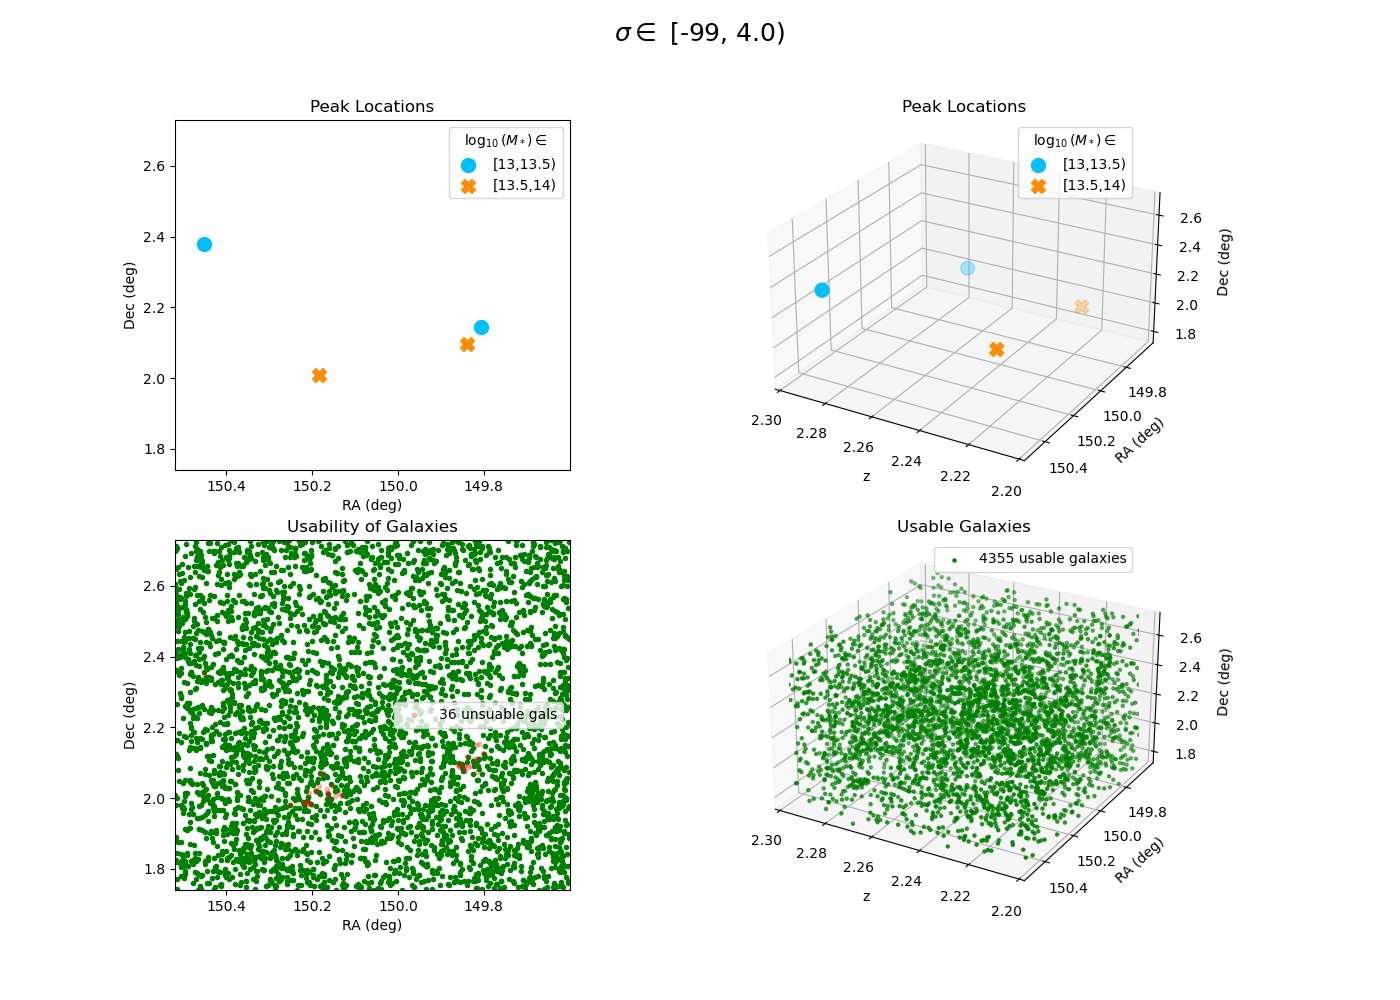 σ ∈ [-99, 4.0)
Peak Locations
log₁₀(M*) ∈
[13,13.5)
[13.5,14)
2.6
2.4
2.2
2.0
1.8
Dec (deg)
150.4 150.2 150.0 149.8
RA (deg)
Peak Locations
log₁₀(M*) ∈
[13,13.5)
[13.5,14)
2.6
2.4
2.2
2.0
1.8
Dec (deg)
149.8
150.0
150.2
150.4
RA (deg)
2.30
2.28
2.26
2.24
2.22
2.20
z
Usability of Galaxies
36 unsuable gals
2.6
2.4
2.2
2.0
1.8
Dec (deg)
150.4 150.2 150.0 149.8
RA (deg)
Usable Galaxies
4355 usable galaxies
2.6
2.4
2.2
2.0
1.8
Dec (deg)
149.8
150.0
150.2
150.4
RA (deg)
2.30
2.28
2.26
2.24
2.22
2.20
z